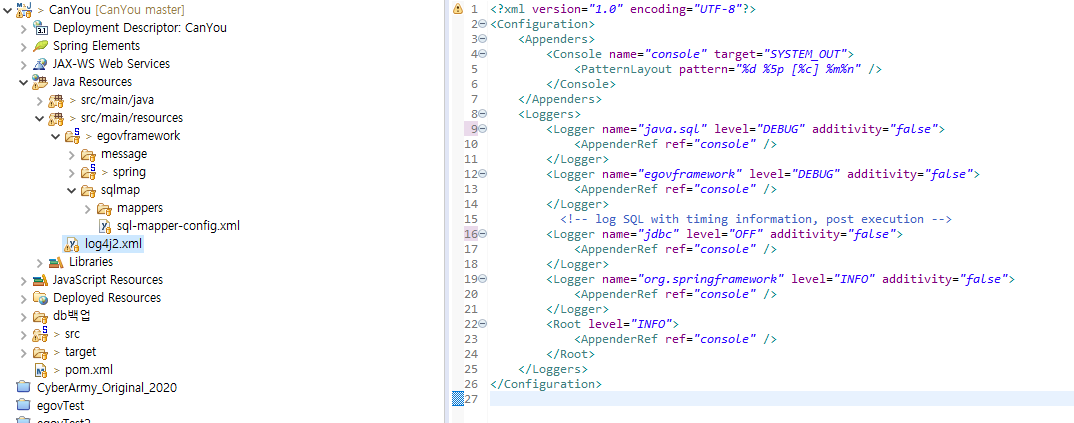 CanYou [CanYou master]
Deployment Descriptor: CanYou
Spring Elements
JAX-WS Web Services
Java Resources
> src/main/java
> src/main/resources
> egovframework
message
> spring
sqlmap
mappers
sql-mapper-config.xml
log4j2.xml
Libraries
JavaScript Resources
Deployed Resources
db백업
> src
> target
> pom.xml
CyberArmy_Original_2020
egovTest
egovTest2
1 <?xml version="1.0" encoding="UTF-8"?>
2 <Configuration>
3 <Appenders>
4 <Console name="console" target="SYSTEM_OUT">
5 <PatternLayout pattern="%d %5p [%c] %m%n" />
6 </Console>
7 </Appenders>
8 <Loggers>
9 <Logger name="java.sql" level="DEBUG" additivity="false">
10 <AppenderRef ref="console" />
11 </Logger>
12 <Logger name="egovframework" level="DEBUG" additivity="false">
13 <AppenderRef ref="console" />
14 </Logger>
15 <!-- log SQL with timing information, post execution -->
16 <Logger name="jdbc" level="OFF" additivity="false">
17 <AppenderRef ref="console" />
18 </Logger>
19 <Logger name="org.springframework" level="INFO" additivity="false">
20 <AppenderRef ref="console" />
21 </Logger>
22 <Root level="INFO">
23 <AppenderRef ref="console" />
24 </Root>
25 </Loggers>
26 </Configuration>
27